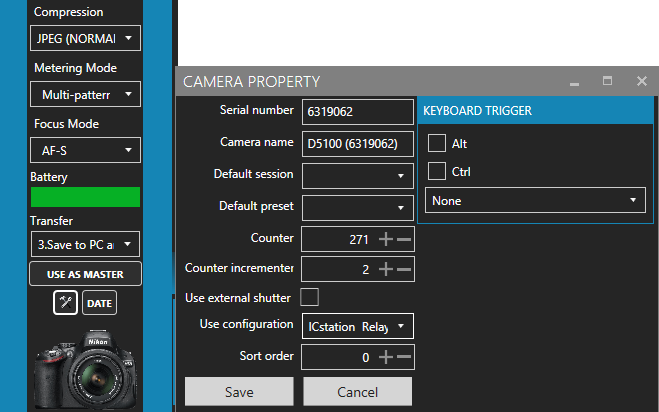 Compression
JPEG (NORMAL
Metering Mode
Multi-patterr
Focus Mode
AF-S
Battery
Transfer
3.Save to PC a
USE AS MASTER
DATE
Nikon
CAMERA PROPERTY
Serial number
6319062
Camera name
D5100 (6319062)
Default session
Default preset
Counter
271
Counter incrementer
2
Use external shutter
Use configuration
ICstation Relay
Sort order
0
Save
Cancel
KEYBOARD TRIGGER
Alt
Ctrl
None